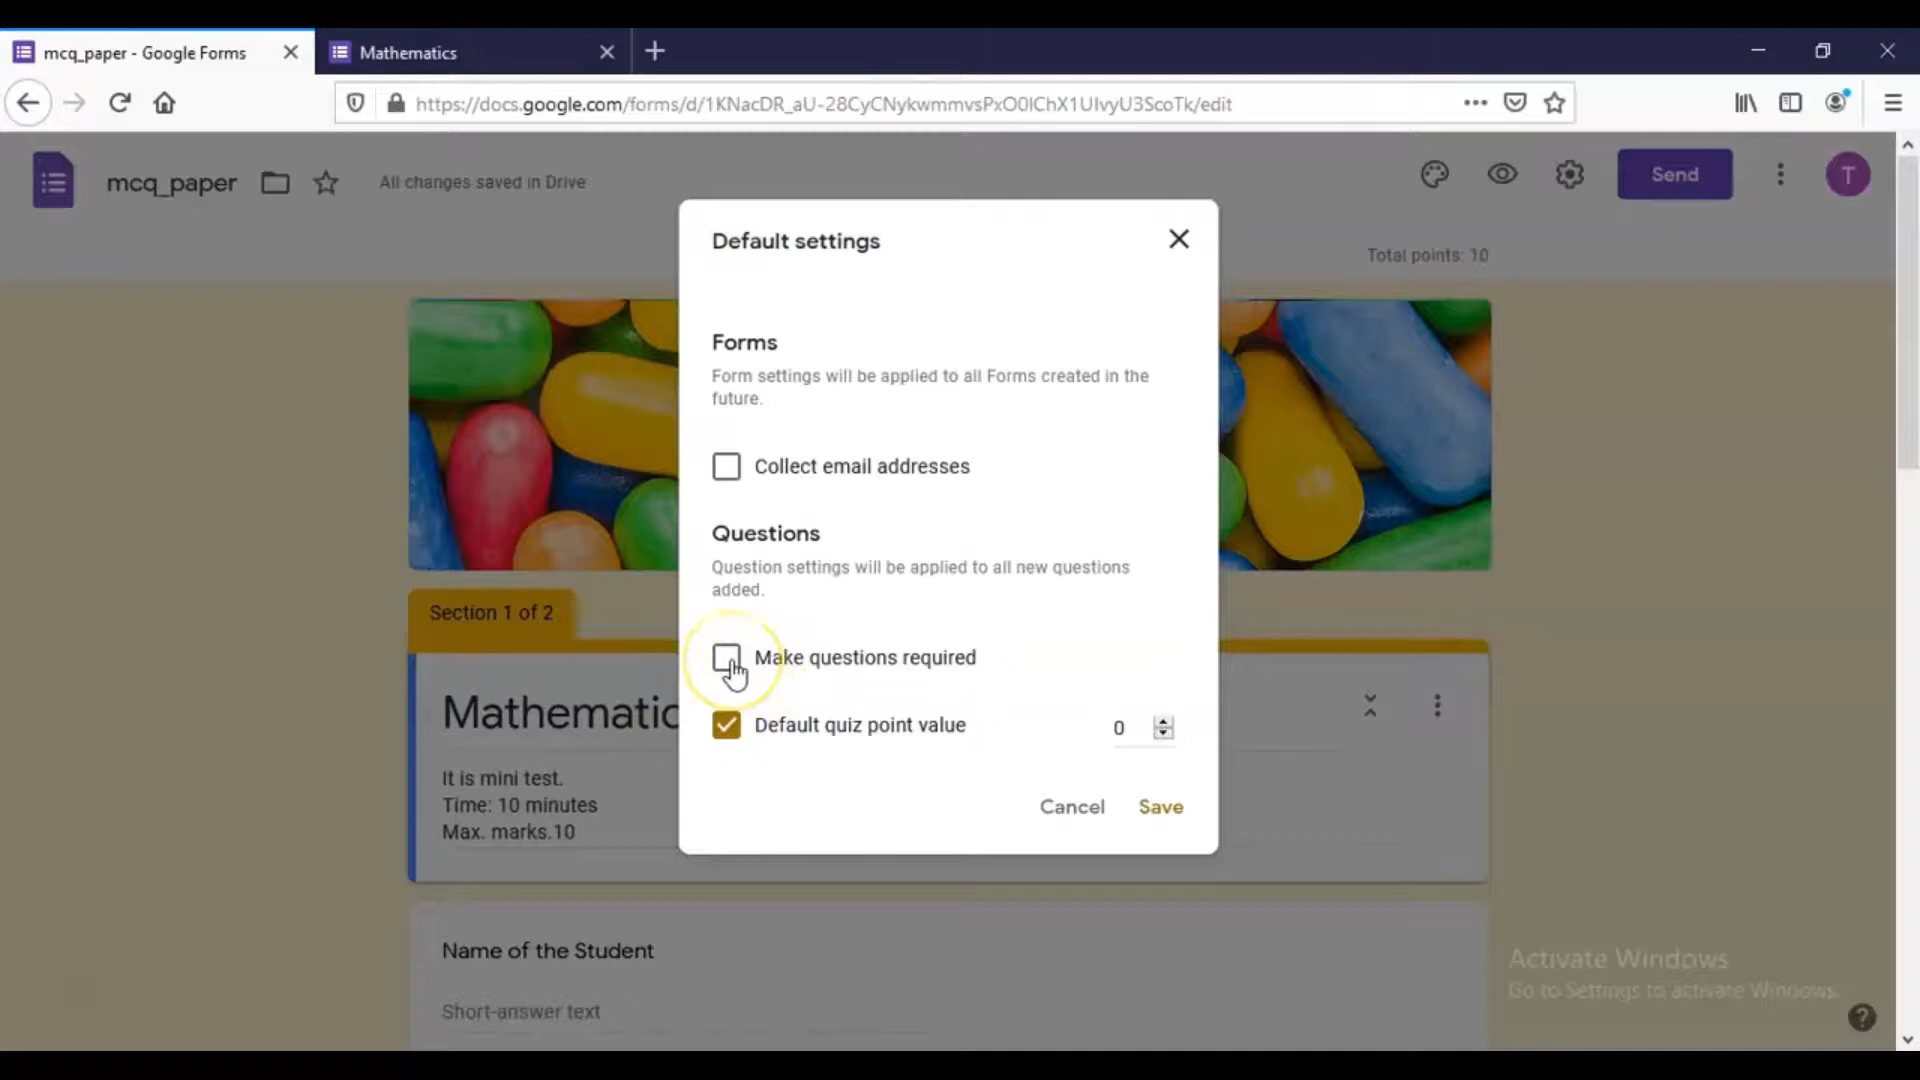 mcq_paper - Google Forms
Mathematics
https://docs.google.com/forms/d/1KNacDR_aU-28CyCNykwmmvsPxO0IChX1UIvyU3ScoTk/edit
mcq_paper
All changes saved in Drive
Send
T
Total points: 10
Default settings
Forms
Form settings will be applied to all Forms created in the
future.
Collect email addresses
Questions
Question settings will be applied to all new questions
added.
Make questions required
Default quiz point value 0
Cancel Save
Section 1 of 2
Mathematic
It is mini test.
Time: 10 minutes
Max. marks.10
Name of the Student
Short-answer text
Activate Windows
Go to Settings to activate Windows.